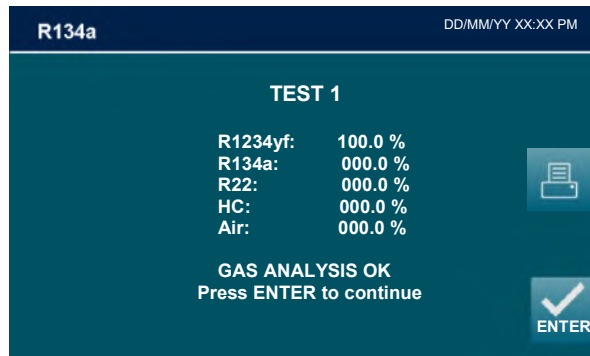 R134a DD/MM/YY XX:XX PM
TEST 1
R1234yf: 100.0 %
R134a: 000.0 %
R22: 000.0 %
HC: 000.0 %
Air: 000.0 %
GAS ANALYSIS OK
Press ENTER to continue
ENTER